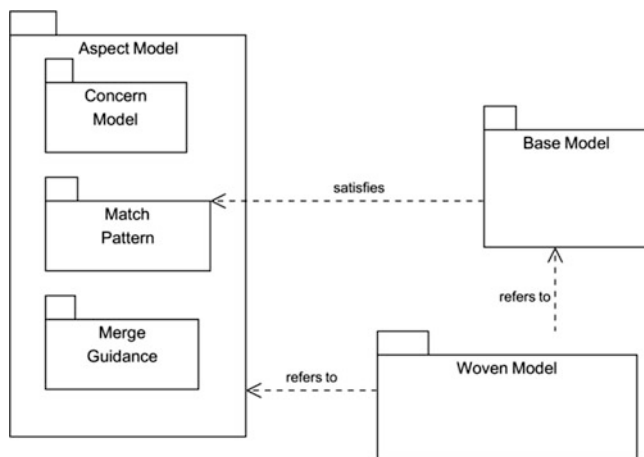 Aspect Model
Concern
Model
Base Model
satisfies
Match
Pattern
refers to
Merge
Guidance
refers to
Woven Model